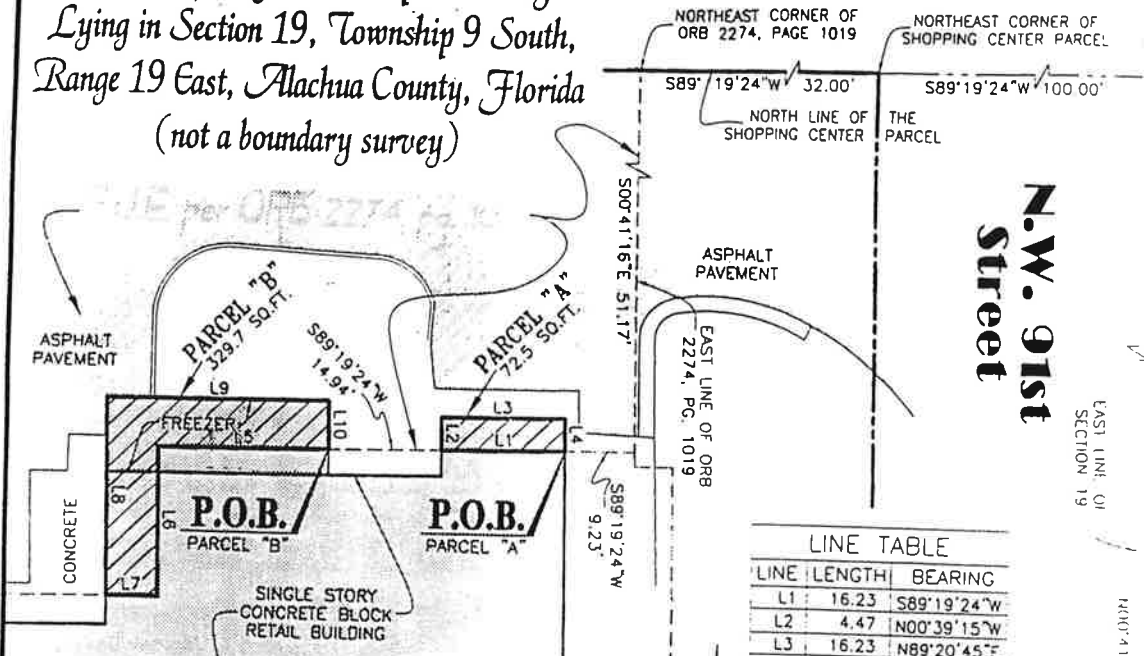 Lying in Section 19, Township 9 South,
Range 19 East, Alachua County, Florida
(not a boundary survey)
per ORB 2274, pg.
NORTHEAST CORNER OF
ORB 2274, PAGE 1019
NORTHEAST CORNER OF
SHOPPING CENTER PARCEL
S89°19'24"W 32.00'
S89°19'24"W 100.00'
NORTH LINE OF THE
SHOPPING CENTER PARCEL
S00°41'16"E 51.17'
N.W. 91st
Street
ASPHALT
PAVEMENT
EAST LINE OF ORB
2274, PG. 1019
EAST LINE OF
SECTION 19
ASPHALT
PAVEMENT
PARCEL "B"
329.7 SQ.FT.
S89°19'24"W
14.94'
PARCEL "A"
72.5 SQ.FT.
L9
L10
L3
L2
L1
L4
FREEZER
L5
L8
L6
L7
CONCRETE
P.O.B.
PARCEL "B"
P.O.B.
PARCEL "A"
S89°19'24"W
9.23'
SINGLE STORY
CONCRETE BLOCK
RETAIL BUILDING
LINE TABLE
LINE LENGTH BEARING
L1 16.23 S89°19'24"W
L2 4.47 N00°39'15"W
L3 16.23 N89°20'45"E